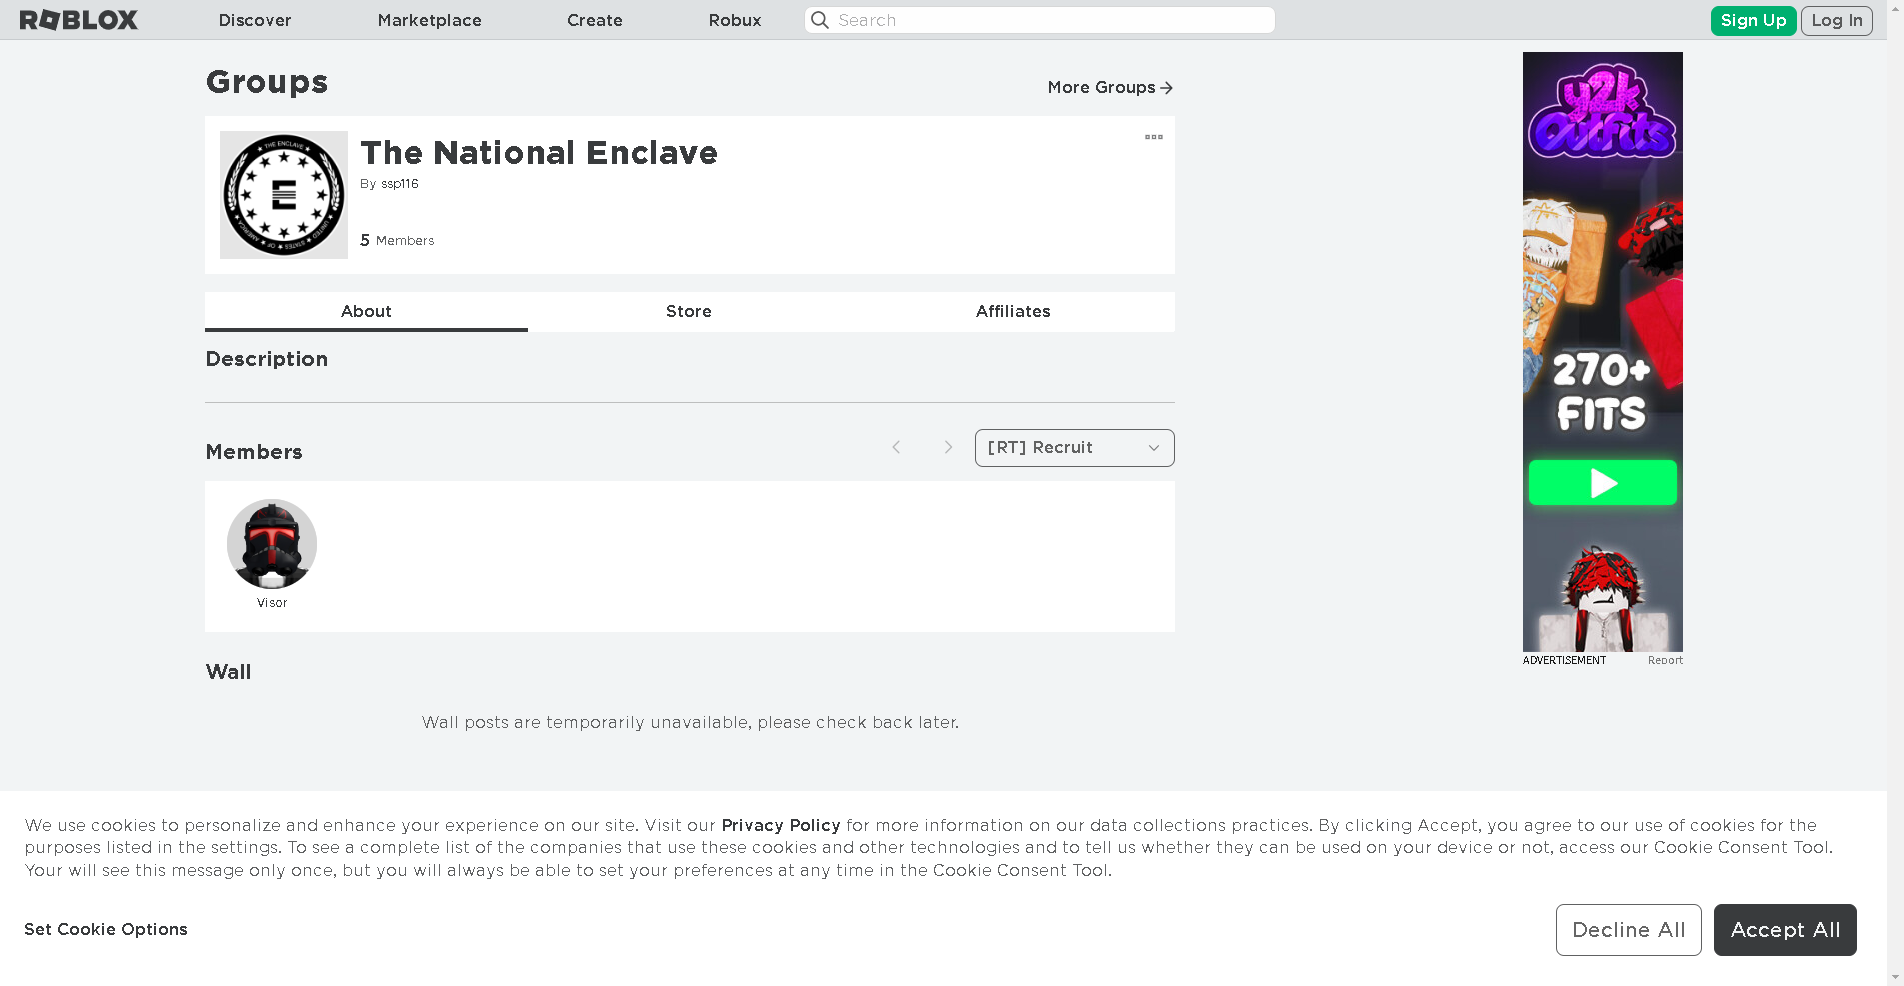 ROBLOX
Discover
Marketplace
Create
Robux
Search
Sign Up
Log In
Groups
More Groups
THE ENCLAVE
E
UNITED STATES OF AMERICA
The National Enclave
By ssp116
5 Members
About
Store
Affiliates
Description
Members
[RT] Recruit
Visor
Wall
Wall posts are temporarily unavailable, please check back later.
y2k
Outfits
270+
FITS
ADVERTISEMENT
Report
We use cookies to personalize and enhance your experience on our site. Visit our Privacy Policy for more information on our data collections practices. By clicking Accept, you agree to our use of cookies for the
purposes listed in the settings. To see a complete list of the companies that use these cookies and other technologies and to tell us whether they can be used on your device or not, access our Cookie Consent Tool.
Your will see this message only once, but you will always be able to set your preferences at any time in the Cookie Consent Tool.
Set Cookie Options
Decline All
Accept All